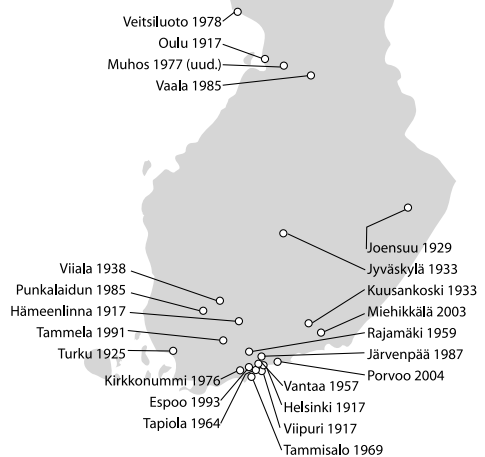 Veitsiluoto 1978
Oulu 1917
Muhos 1977 (uud.)
Vaala 1985
Joensuu 1929
Jyväskylä 1933
Viiala 1938
Kuusankoski 1933
Punkalaidun 1985
Miehikkälä 2003
Hämeenlinna 1917
Rajamäki 1959
Tammela 1991
Järvenpää 1987
Turku 1925
Porvoo 2004
Kirkkonummi 1976
Vantaa 1957
Espoo 1993
Helsinki 1917
Tapiola 1964
Viipuri 1917
Tammisalo 1969